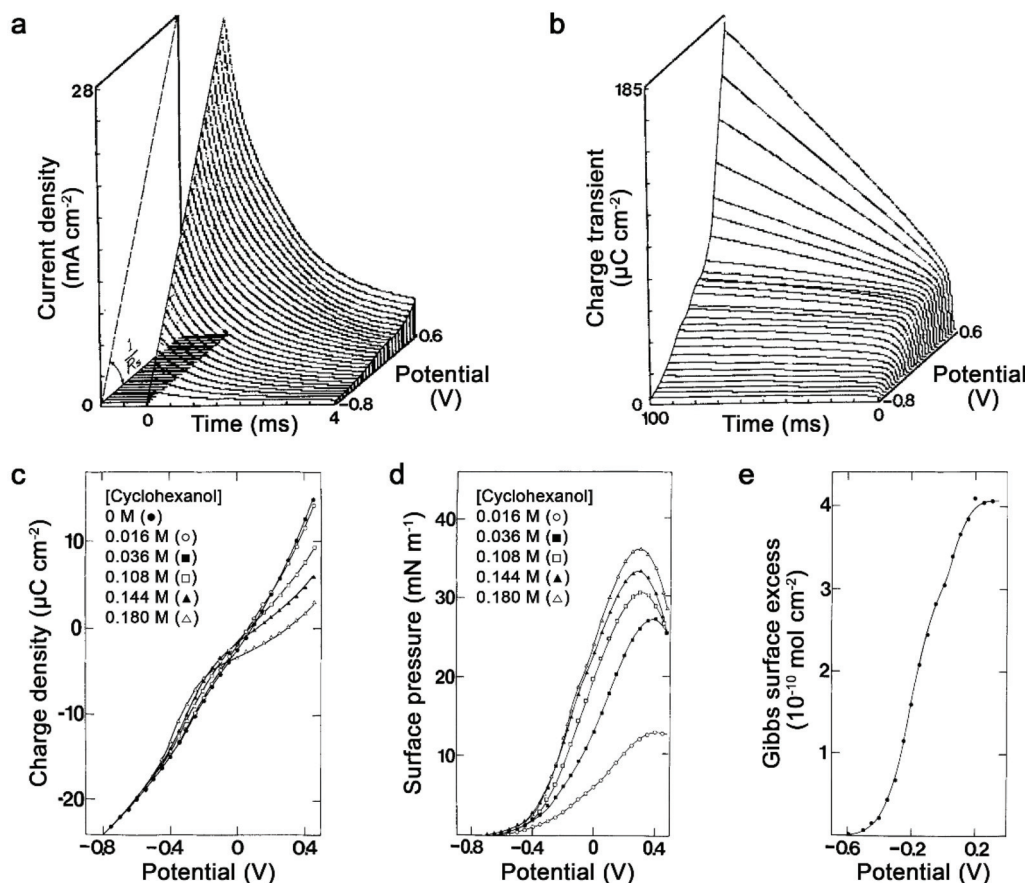 a
28
Current density
(mA cm⁻²)
1/Rs
0
0
Time (ms)
4
−0.8
0.6
Potential
(V)
b
185
Charge transient
(µC cm⁻²)
0
100
Time (ms)
0
−0.8
0.6
Potential
(V)
c
[Cyclohexanol]
0 M (●)
0.016 M (○)
0.036 M (■)
0.108 M (□)
0.144 M (▲)
0.180 M (△)
Charge density (µC cm⁻²)
10
0
−10
−20
−0.8 −0.4 0 0.4
Potential (V)
d
[Cyclohexanol]
0.016 M (○)
0.036 M (■)
0.108 M (□)
0.144 M (▲)
0.180 M (△)
Surface pressure (mN m⁻¹)
40
30
20
10
−0.8 −0.4 0 0.4
Potential (V)
e
Gibbs surface excess
(10⁻¹⁰ mol cm⁻²)
4
3
2
1
0
−0.6 −0.2 0.2
Potential (V)